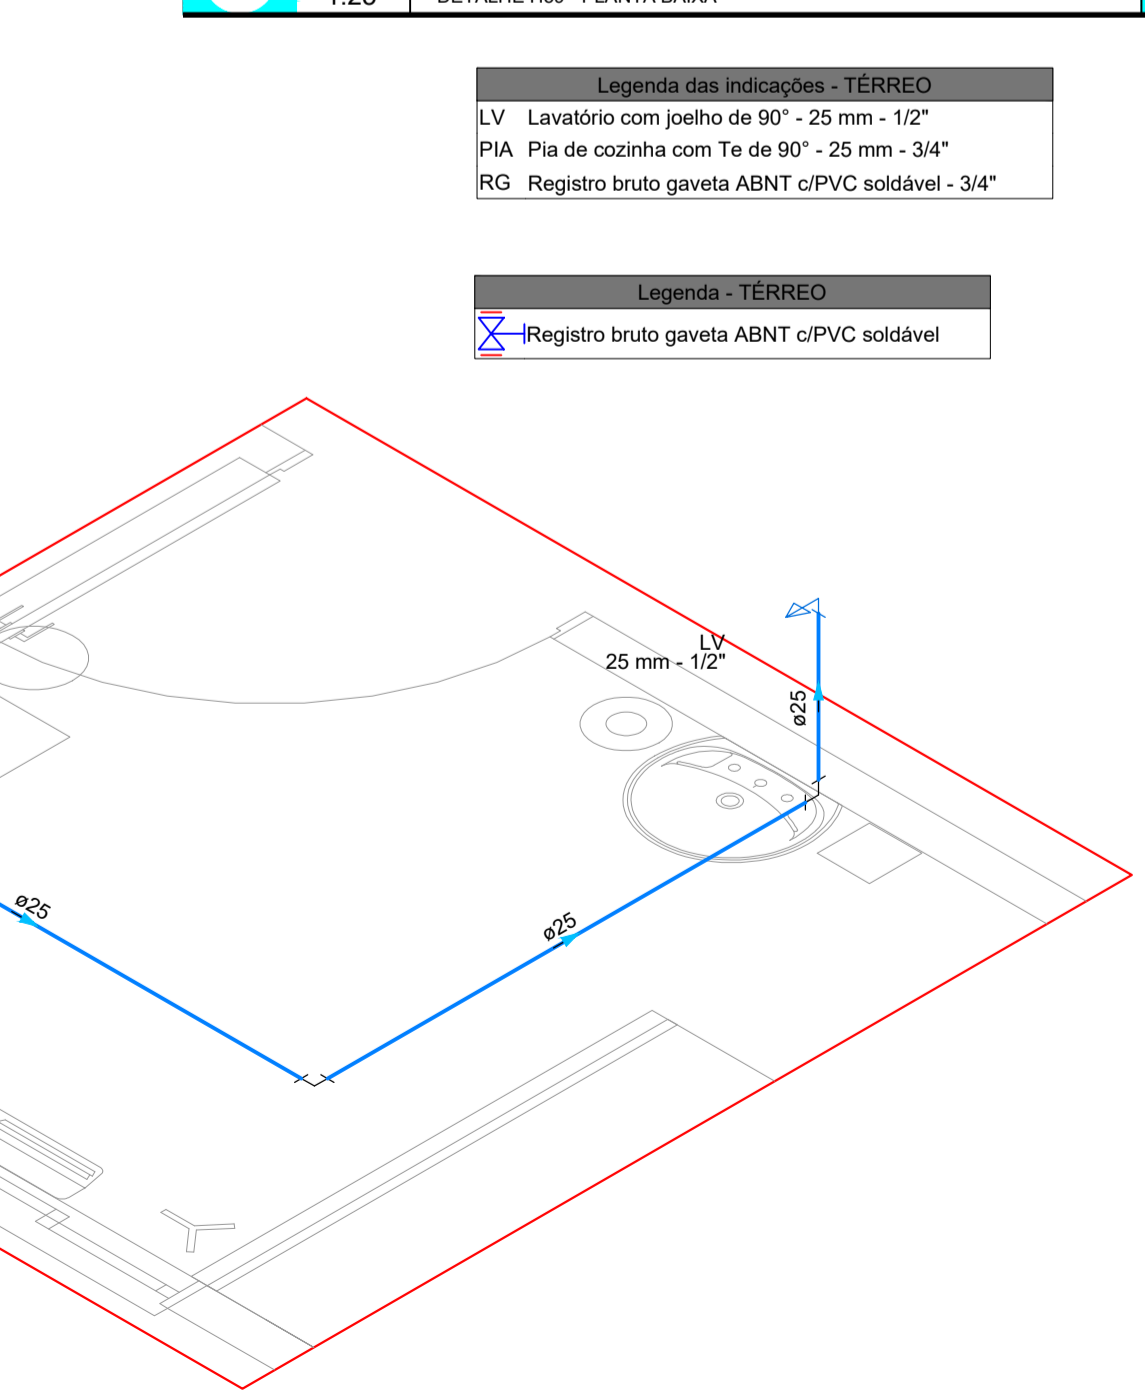 Legenda das indicações - TÉRREO
LV Lavatório com joelho de 90° - 25 mm - 1/2"
PIA Pia de cozinha com Te de 90° - 25 mm - 3/4"
RG Registro bruto gaveta ABNT c/PVC soldável - 3/4"
Legenda - TÉRREO
Registro bruto gaveta ABNT c/PVC soldável
LV
25 mm - 1/2"
ø25
ø25
ø25